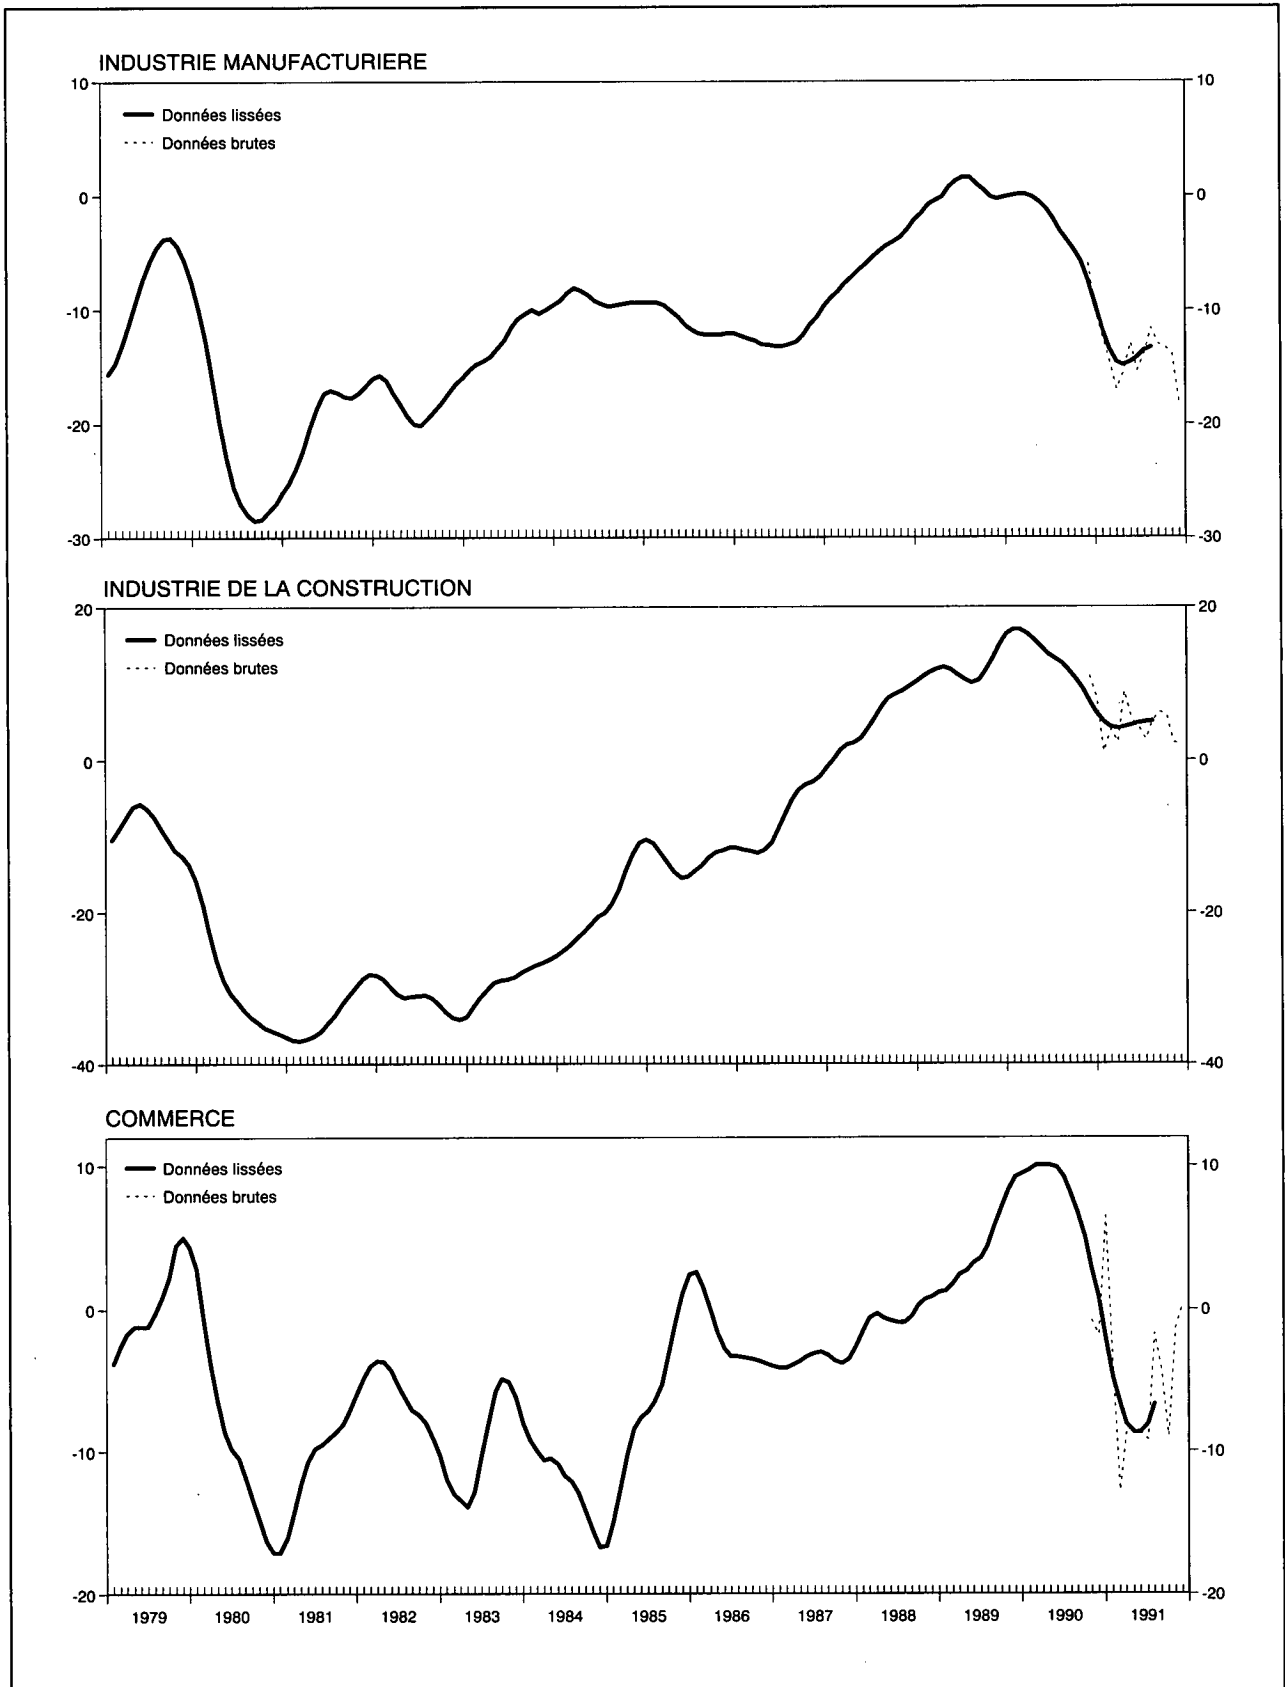 INDUSTRIE MANUFACTURIERE
10
10
Données lissées
Données brutes
0
0
-10
-10
-20
-20
-30
-30
INDUSTRIE DE LA CONSTRUCTION
20
20
Données lissées
Données brutes
0
0
-20
-20
-40
-40
COMMERCE
10
10
Données lissées
Données brutes
0
0
-10
-10
-20
-20
1979 1980 1981 1982 1983 1984 1985 1986 1987 1988 1989 1990 1991